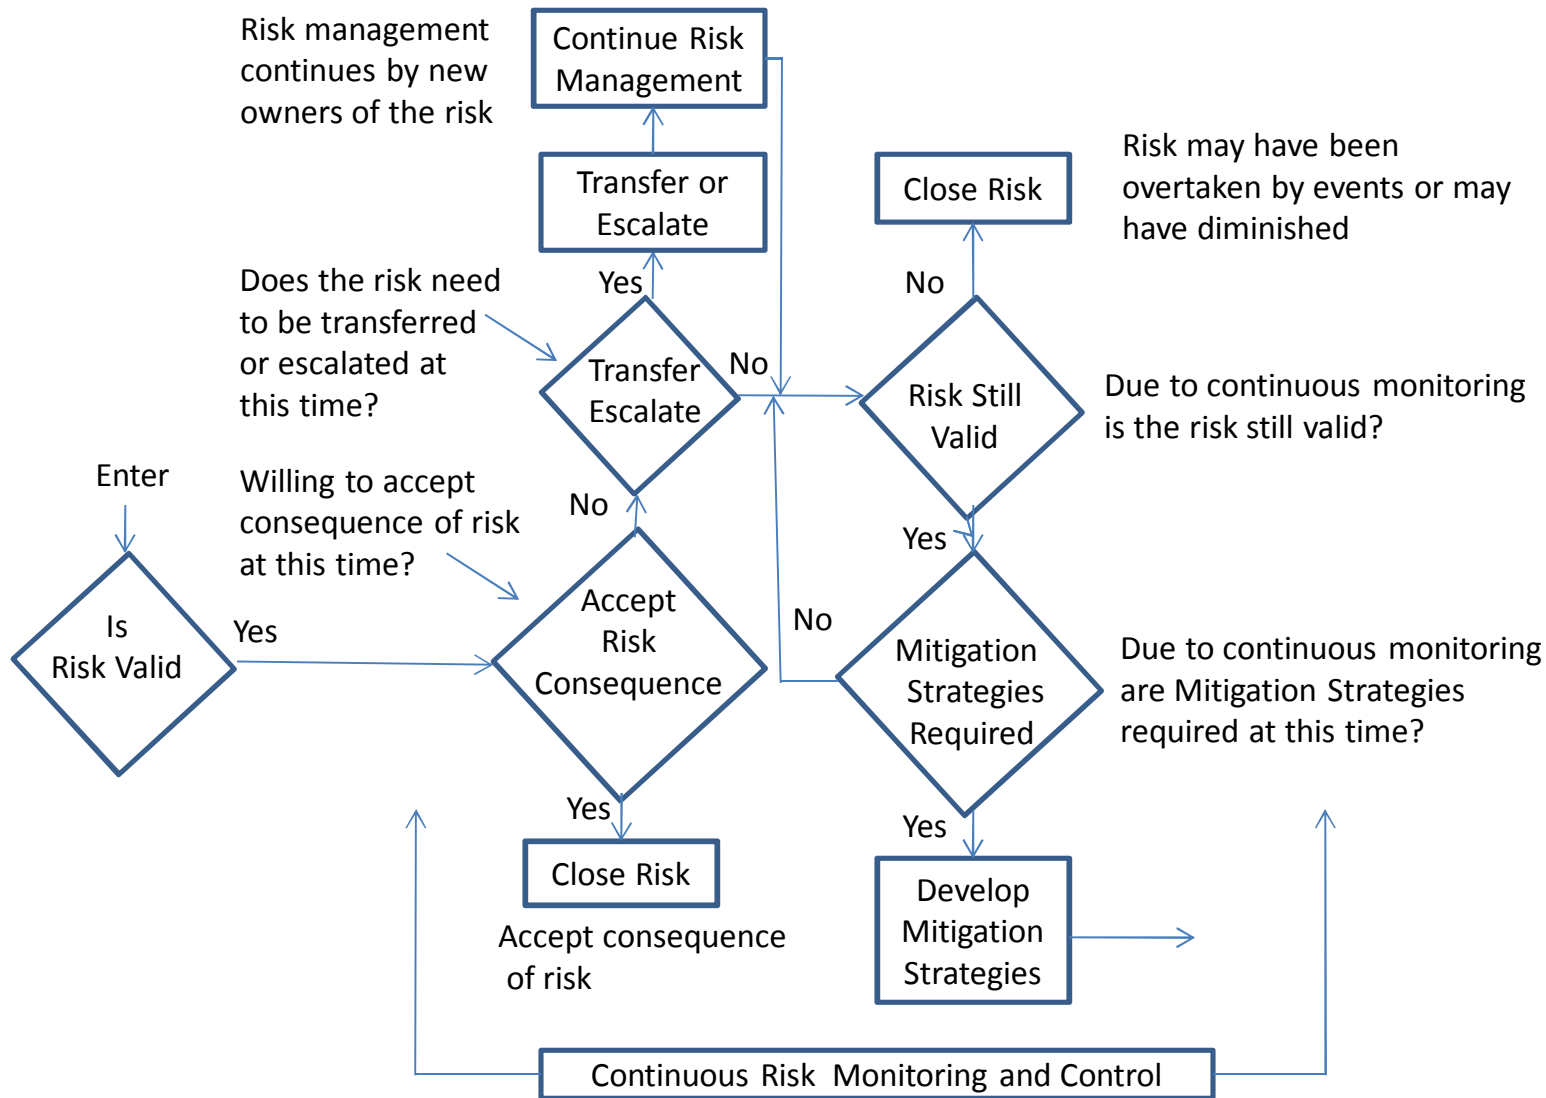 Risk management
continues by new
owners of the risk
Continue Risk
Management
Transfer or
Escalate
Close Risk
Risk may have been
overtaken by events or may
have diminished
Does the risk need
to be transferred
or escalated at
this time?
Yes
No
Transfer
Escalate
No
Risk Still
Valid
Due to continuous monitoring
is the risk still valid?
Enter
Willing to accept
consequence of risk
at this time?
No
Yes
Is
Risk Valid
Yes
Accept
Risk
Consequence
No
Mitigation
Strategies
Required
Due to continuous monitoring
are Mitigation Strategies
required at this time?
Yes
Close Risk
Accept consequence
of risk
Yes
Develop
Mitigation
Strategies
Continuous Risk Monitoring and Control